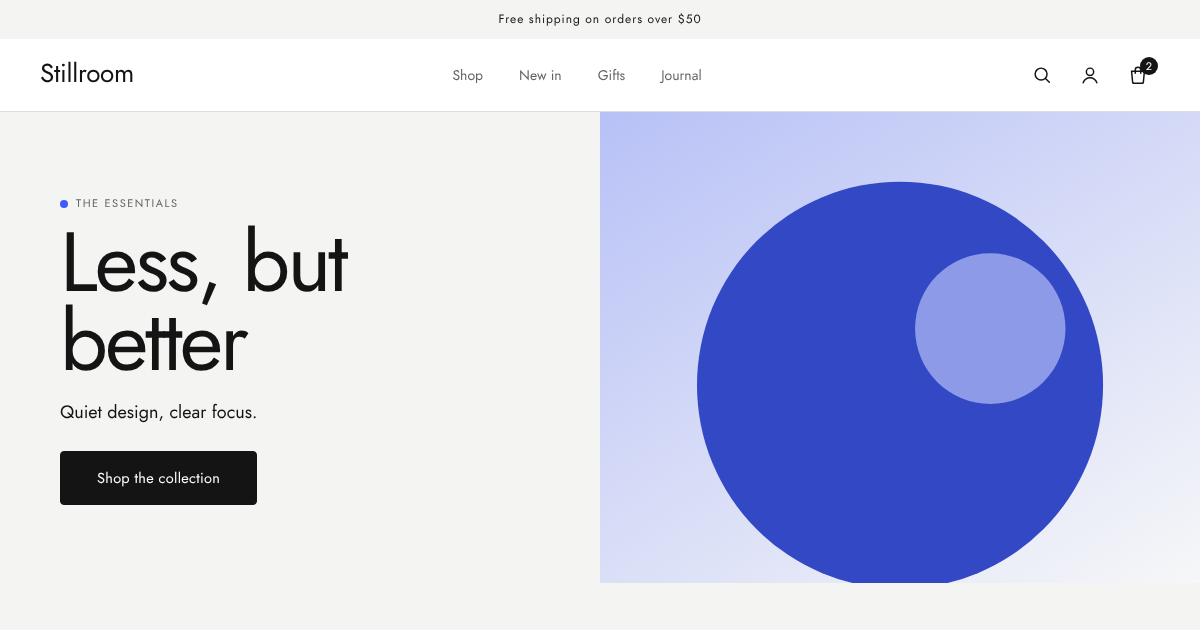 Free shipping on orders over $50
Stillroom
Shop
New in
Gifts
Journal
2
THE ESSENTIALS
Less, but
better
Quiet design, clear focus.
Shop the collection